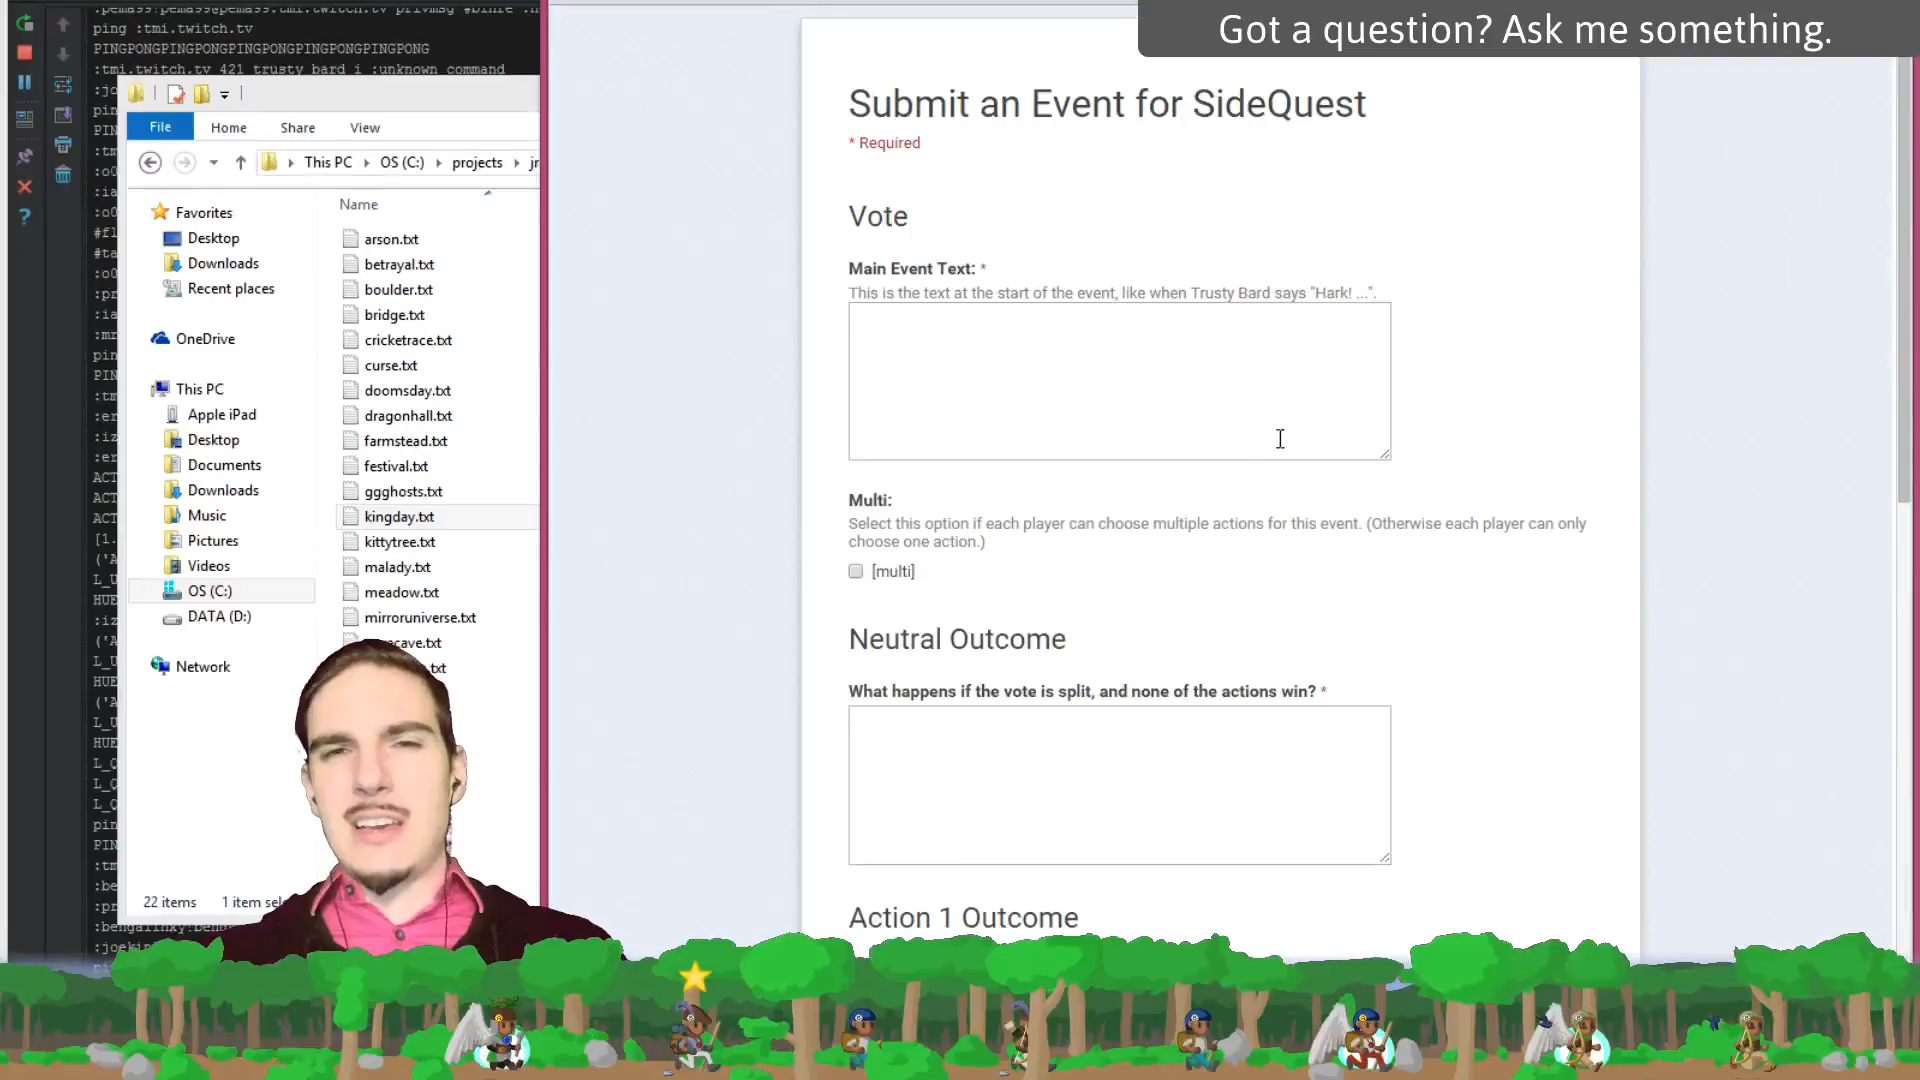 Got a question? Ask me something.
ping :tmi.twitch.tv
PINGPONGPINGPONGPINGPONGPINGPONGPINGPONG
:tmi.twitch.tv 421 trusty_bard i :unknown command
File
Home
Share
View
This PC
OS (C:)
projects
Name
Favorites
Desktop
Downloads
Recent places
OneDrive
This PC
Apple iPad
Desktop
Documents
Downloads
Music
Pictures
Videos
OS (C:)
DATA (D:)
Network
arson.txt
betrayal.txt
boulder.txt
bridge.txt
cricketrace.txt
curse.txt
doomsday.txt
dragonhall.txt
farmstead.txt
festival.txt
ggghosts.txt
kingday.txt
kittytree.txt
malady.txt
meadow.txt
mirroruniverse.txt
22 items
Submit an Event for SideQuest
* Required
Vote
Main Event Text: *
This is the text at the start of the event, like when Trusty Bard says "Hark! ...".
Multi:
Select this option if each player can choose multiple actions for this event. (Otherwise each player can only
choose one action.)
[multi]
Neutral Outcome
What happens if the vote is split, and none of the actions win? *
Action 1 Outcome